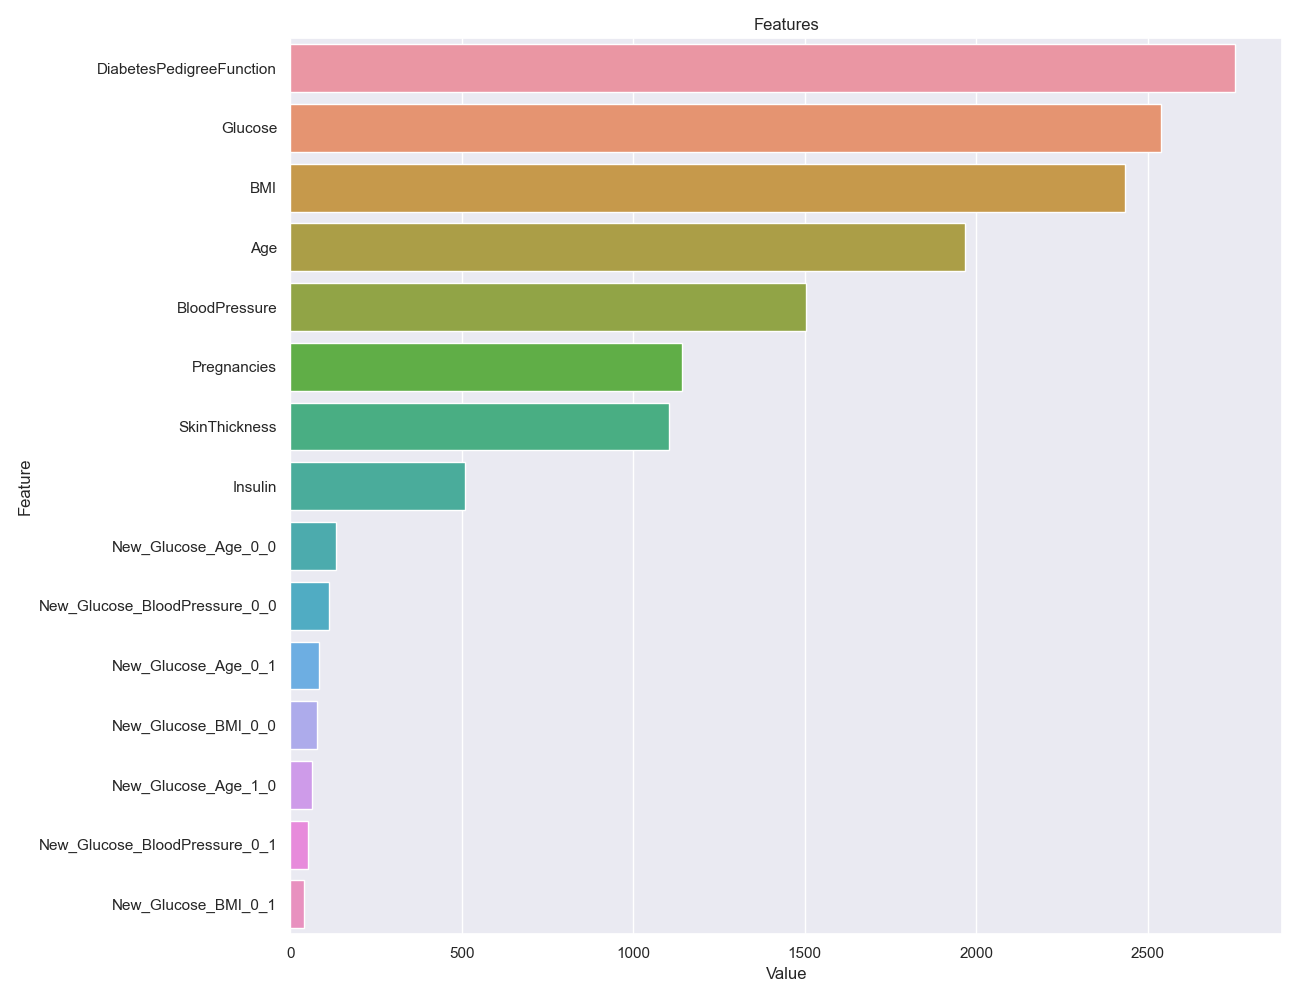 Features
DiabetesPedigreeFunction
Glucose
BMI
Age
BloodPressure
Pregnancies
SkinThickness
Insulin
New_Glucose_Age_0_0
New_Glucose_BloodPressure_0_0
New_Glucose_Age_0_1
New_Glucose_BMI_0_0
New_Glucose_Age_1_0
New_Glucose_BloodPressure_0_1
New_Glucose_BMI_0_1
Feature
0 500 1000 1500 2000 2500
Value